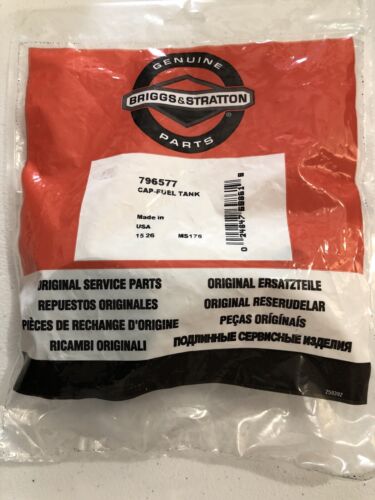 GENUINE
BRIGGS&STRATTON
®
PARTS
796577
CAP-FUEL TANK
Made in
USA
15 26 MS176
ORIGINAL SERVICE PARTS
REPUESTOS ORIGINALES
PIÈCES DE RECHANGE D'ORIGINE
RICAMBI ORIGINALI
ORIGINAL ERSATZTEILE
ORIGINAL RESERUDELAR
PEÇAS ORIGÍNAIS
ПОДЛИННЫЕ СЕРВИСНЫЕ ИЗДЕЛИЯ